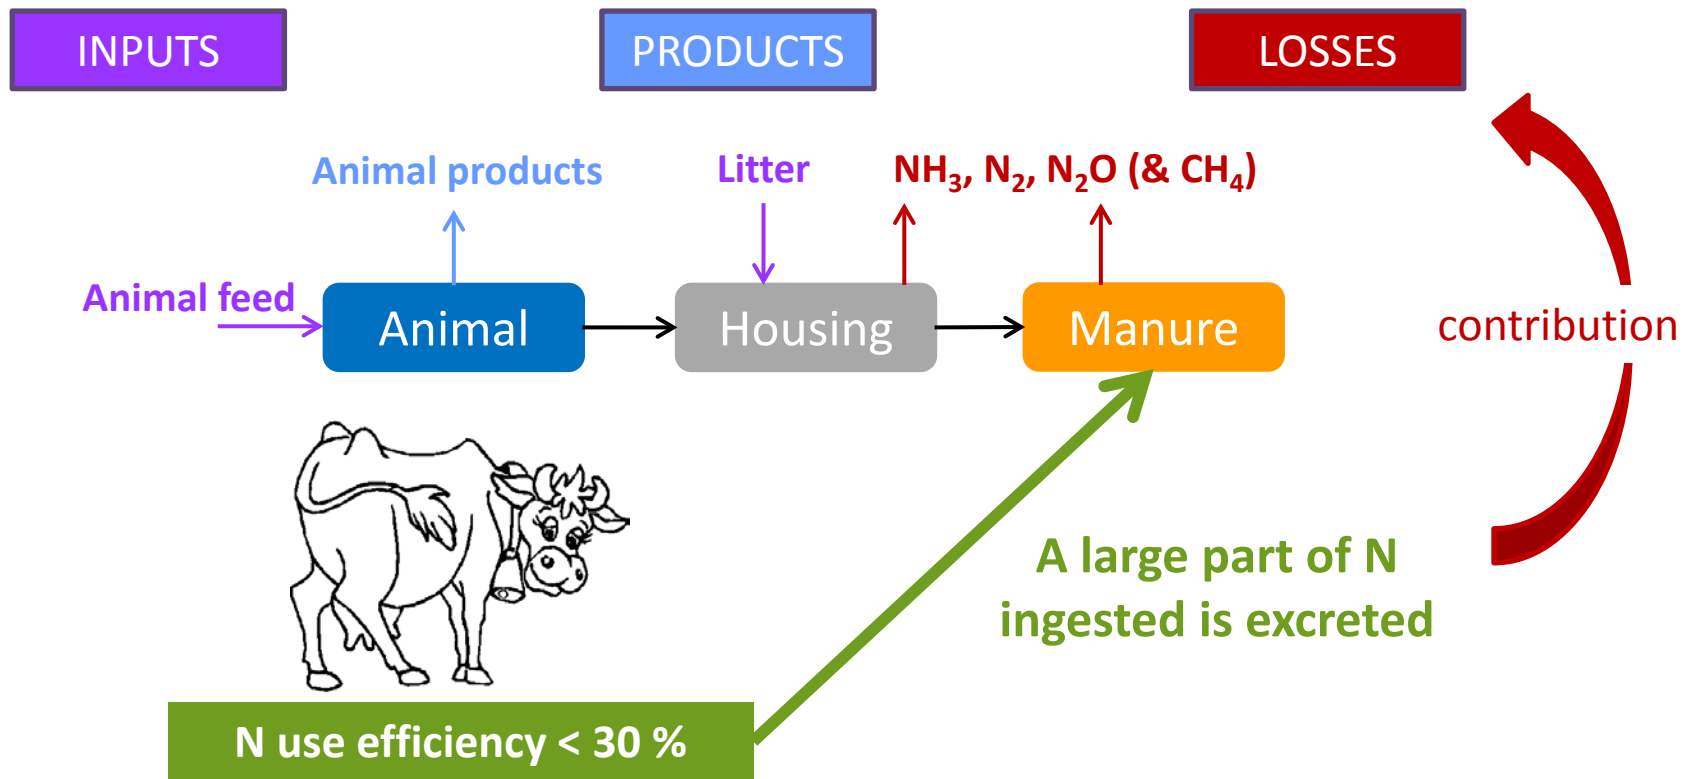 INPUTS
PRODUCTS
LOSSES
Animal products
Litter
NH₃, N₂, N₂O (& CH₄)
Animal feed
Animal
Housing
Manure
contribution
A large part of N
ingested is excreted
N use efficiency < 30 %